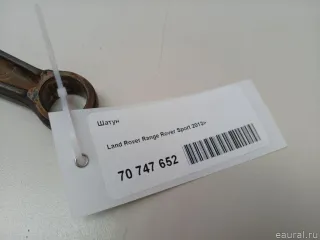 Шатун
Land Rover Range Rover Sport 2013>
70 747 652
eaural.ru